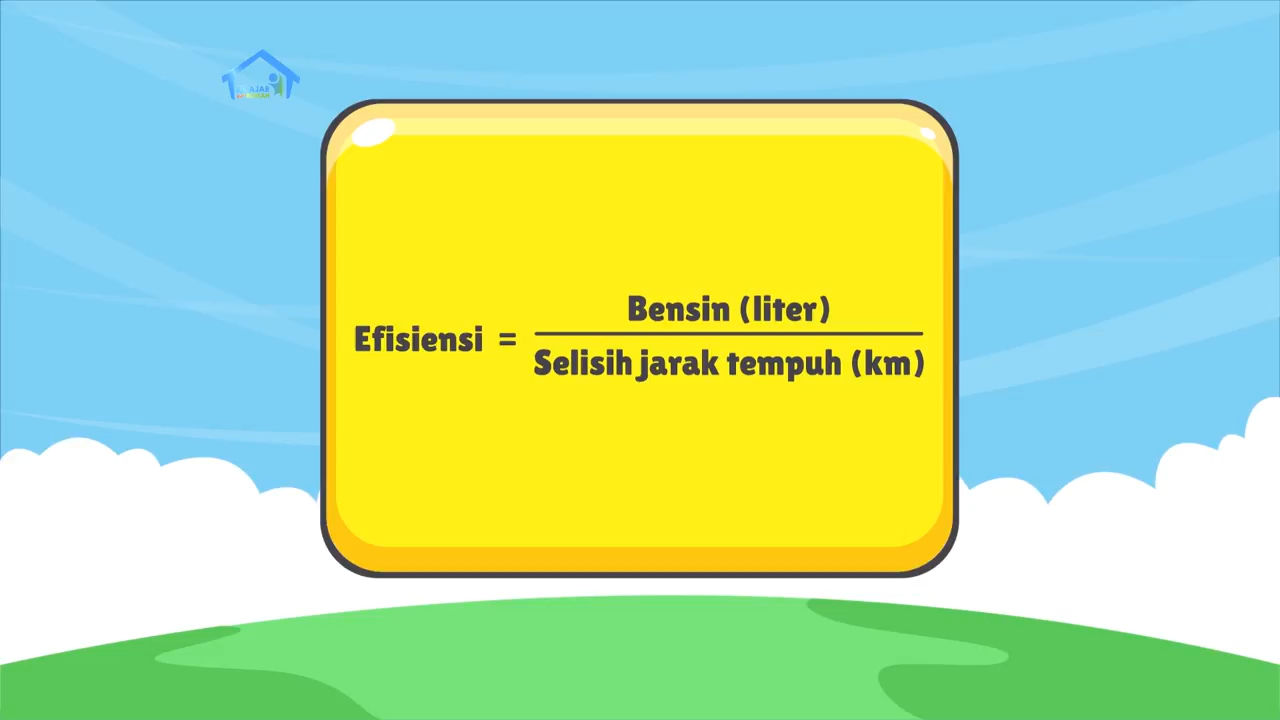 Bensin (liter)
Efisiensi =
Selisih jarak tempuh (km)